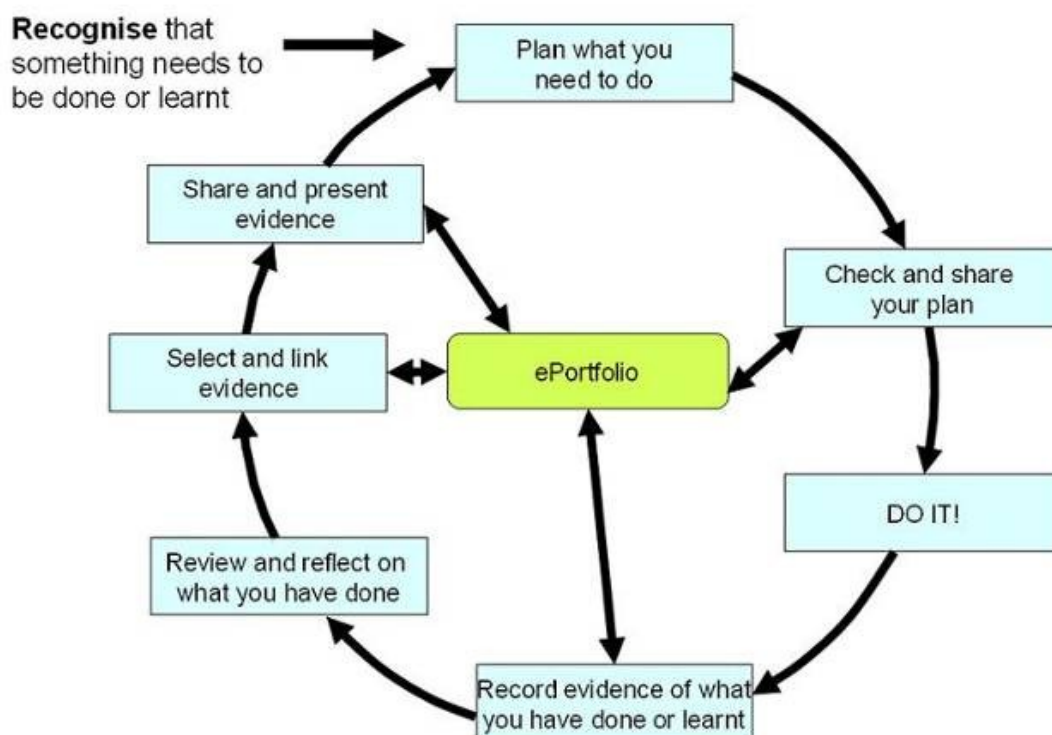 Recognise that
something needs to
be done or learnt
Plan what you
need to do
Check and share
your plan
DO IT!
Record evidence of what
you have done or learnt
Review and reflect on
what you have done
Select and link
evidence
Share and present
evidence
ePortfolio